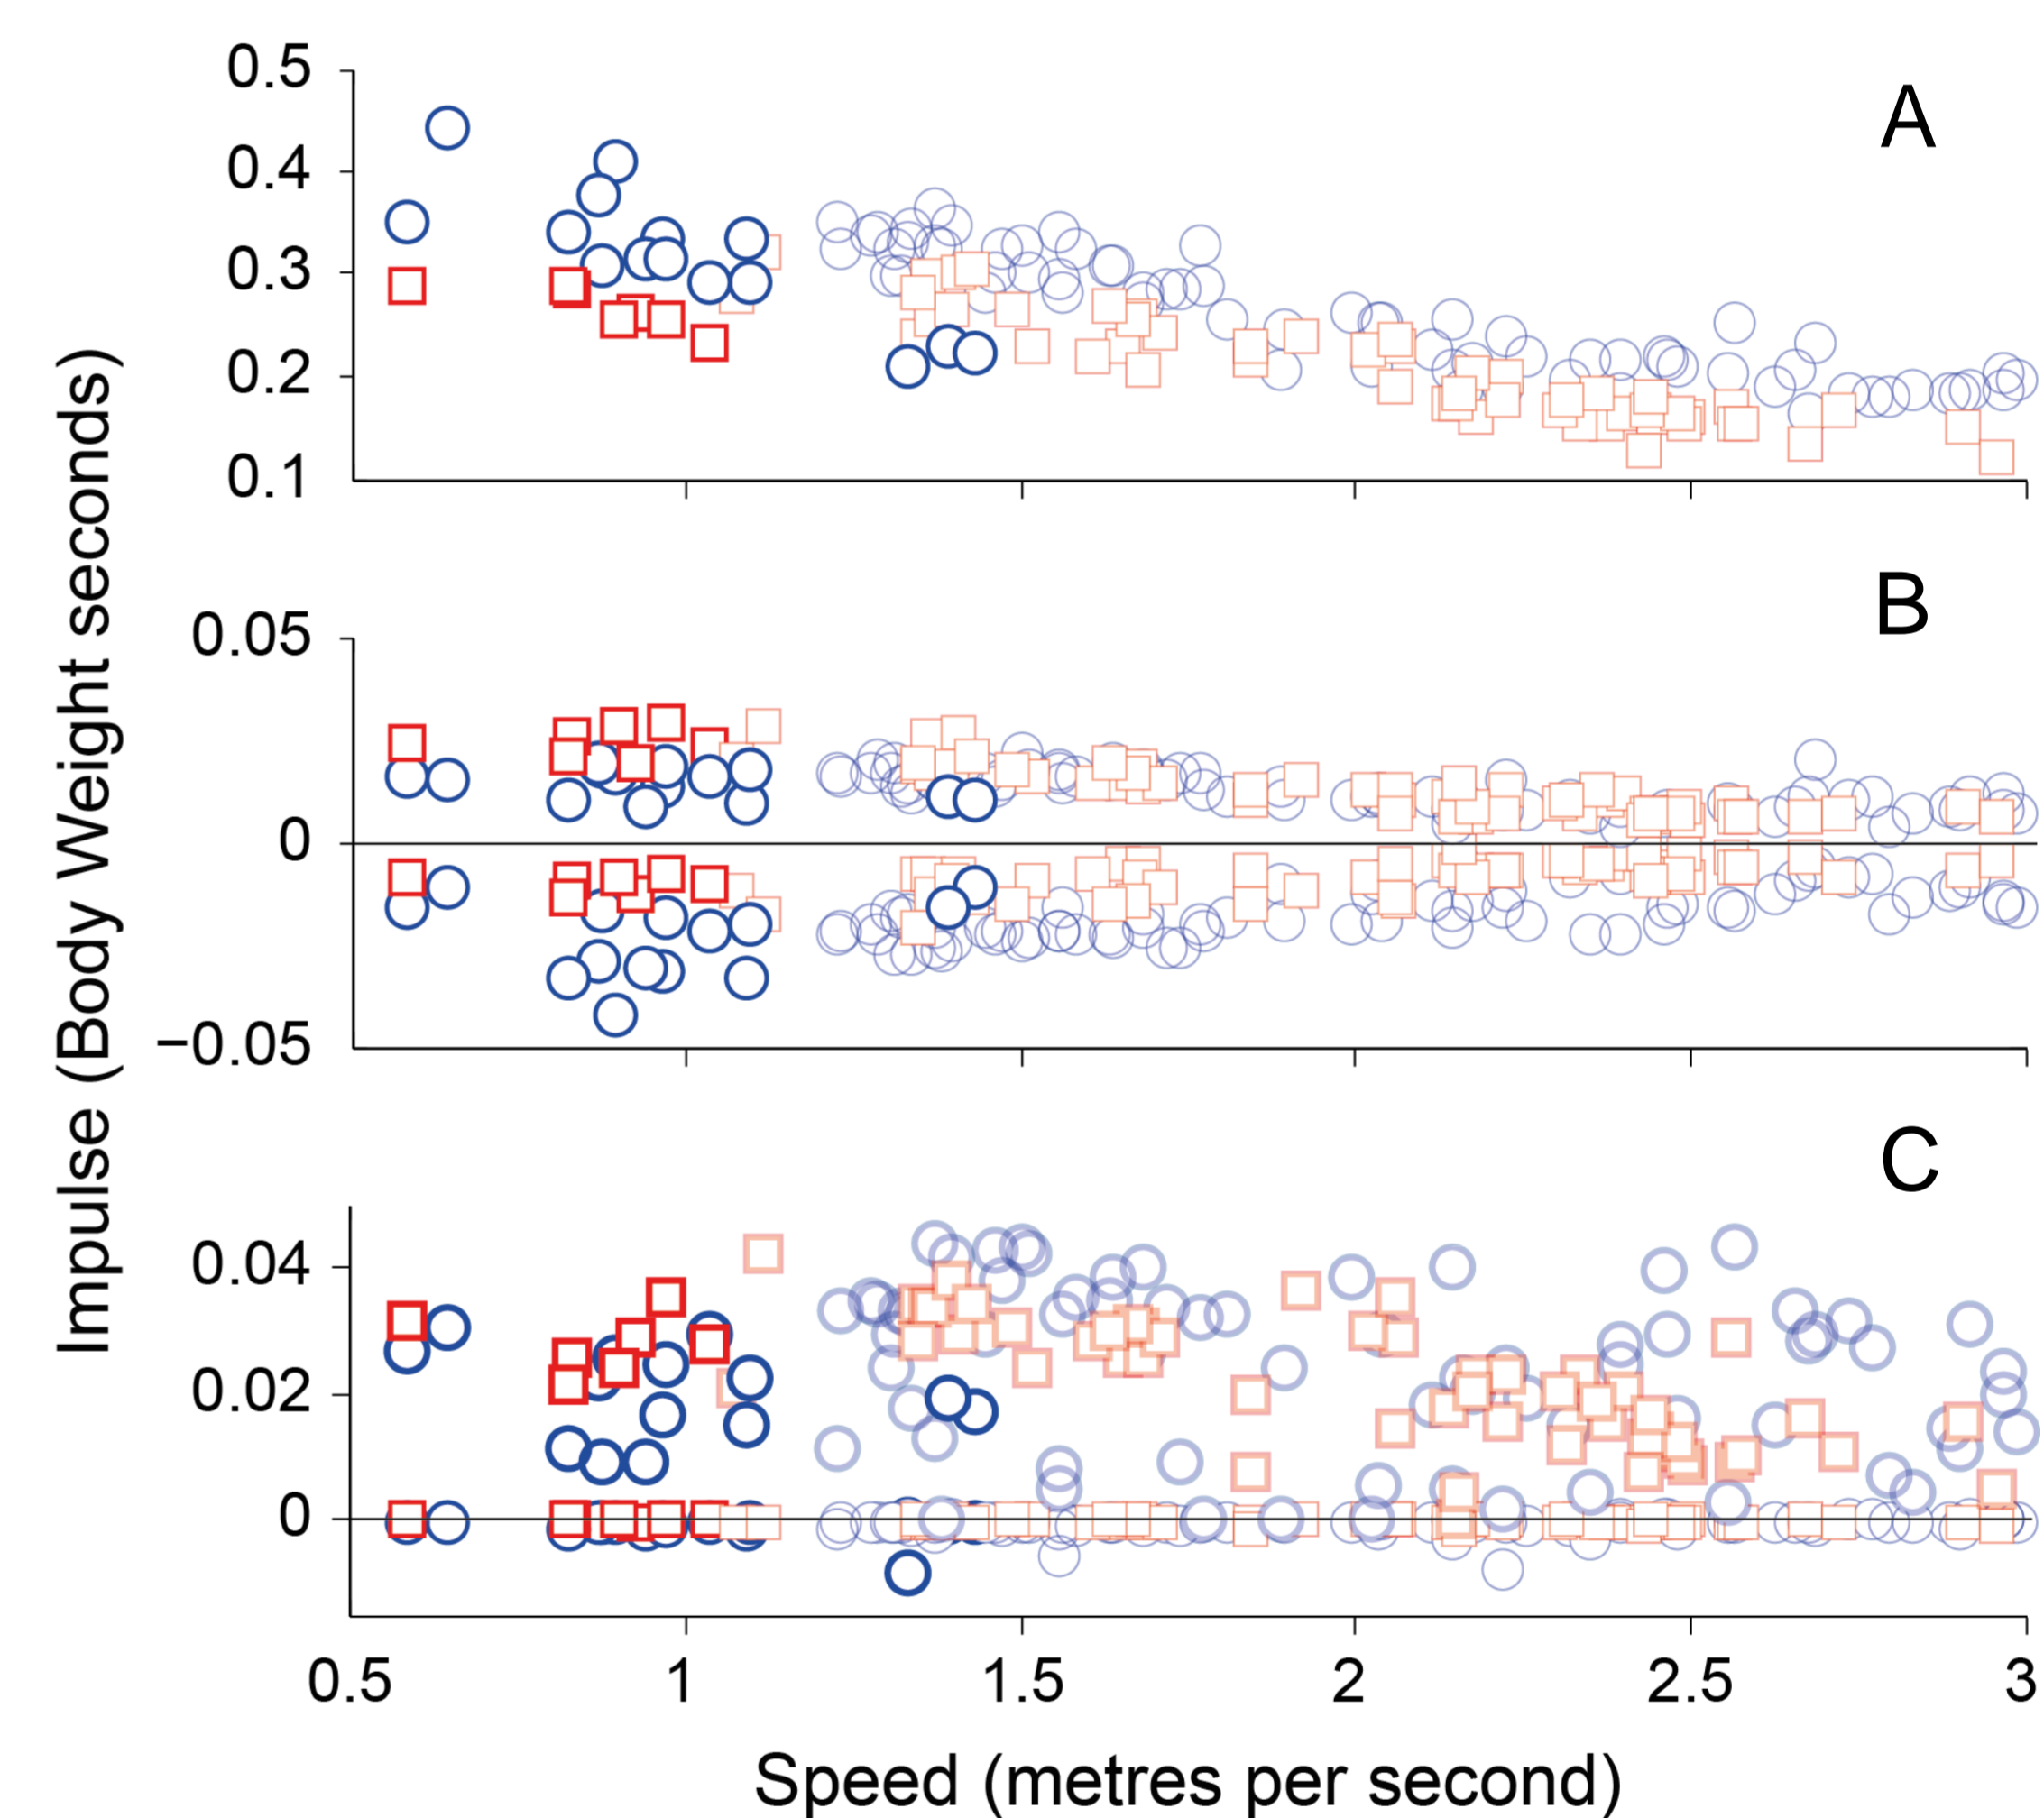 Impulse (Body Weight seconds)
A
0.5
0.4
0.3
0.2
0.1
B
0.05
0
−0.05
C
0.04
0.02
0
0.5 1 1.5 2 2.5 3
Speed (metres per second)